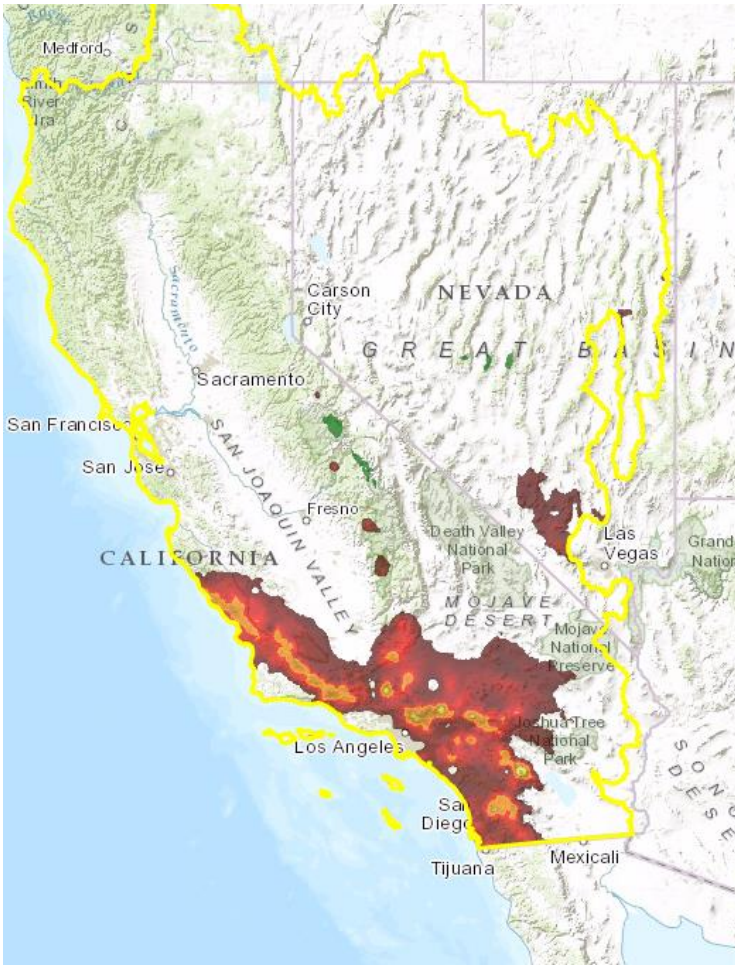 Medford
River
Sacramento
Carson
City
NEVADA
GREAT BASIN
Sacramento
San Francisco
San Jose
SAN JOAQUIN VALLEY
Fresno
Death Valley
National
Park
Las
Vegas
Grand
Nation
CALIFORNIA
MOJAVE
DESERT
Mojave
National
Preserve
Joshua Tree
National
Park
Los Angeles
San
Diego
SONO
DESE
Mexicali
Tijuana